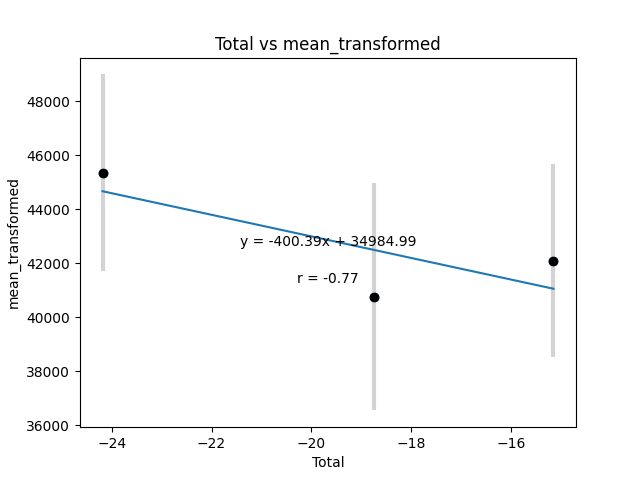 Total vs mean_transformed
48000
46000
44000
42000
40000
38000
36000
mean_transformed
y = -400.39x + 34984.99
r = -0.77
−24
−22
−20
−18
−16
Total